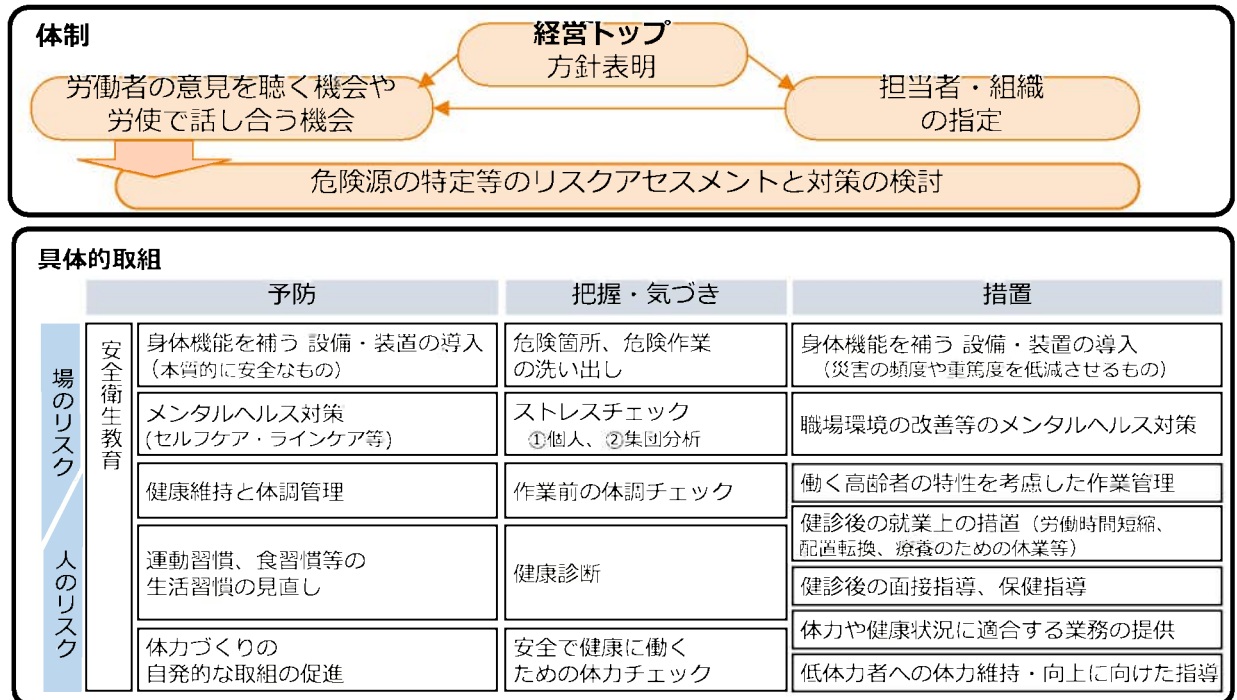 体制
経営トップ
方針表明
労働者の意見を聴く機会や
労使で話し合う機会
担当者・組織
の指定
危険源の特定等のリスクアセスメントと対策の検討
具体的取組
予防
把握・気づき
措置
場のリスク
人のリスク
安全衛生教育
身体機能を補う 設備・装置の導入
（本質的に安全なもの）
危険箇所、危険作業
の洗い出し
身体機能を補う 設備・装置の導入
（災害の頻度や重篤度を低減させるもの）
メンタルヘルス対策
(セルフケア・ラインケア等)
ストレスチェック
①個人、②集団分析
職場環境の改善等のメンタルヘルス対策
健康維持と体調管理
作業前の体調チェック
働く高齢者の特性を考慮した作業管理
運動習慣、食習慣等の
生活習慣の見直し
健康診断
健診後の就業上の措置（労働時間短縮、
配置転換、療養のための休業等）
健診後の面接指導、保健指導
体力づくりの
自発的な取組の促進
安全で健康に働く
ための体力チェック
体力や健康状況に適合する業務の提供
低体力者への体力維持・向上に向けた指導